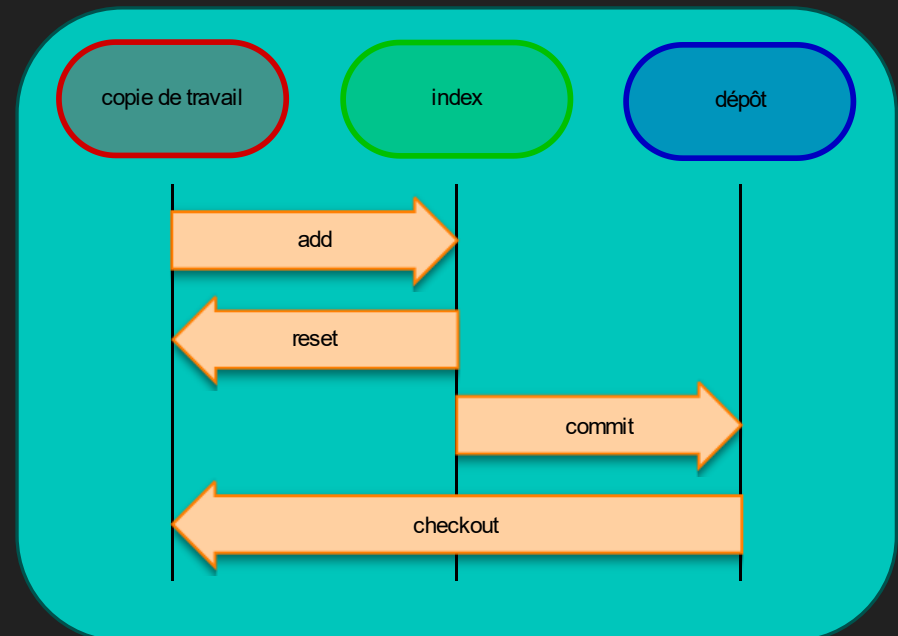 copie de travail
index
dépôt
add
reset
commit
checkout